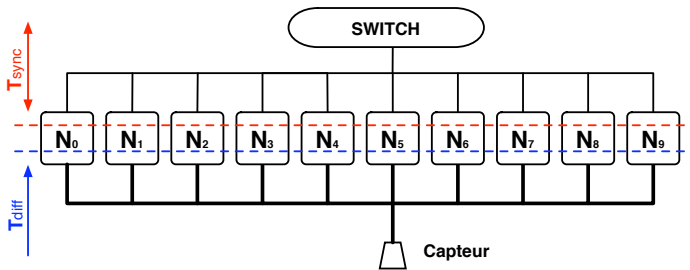 SWITCH
Tsync
N0 N1 N2 N3 N4 N5 N6 N7 N8 N9
Tdiff
Capteur